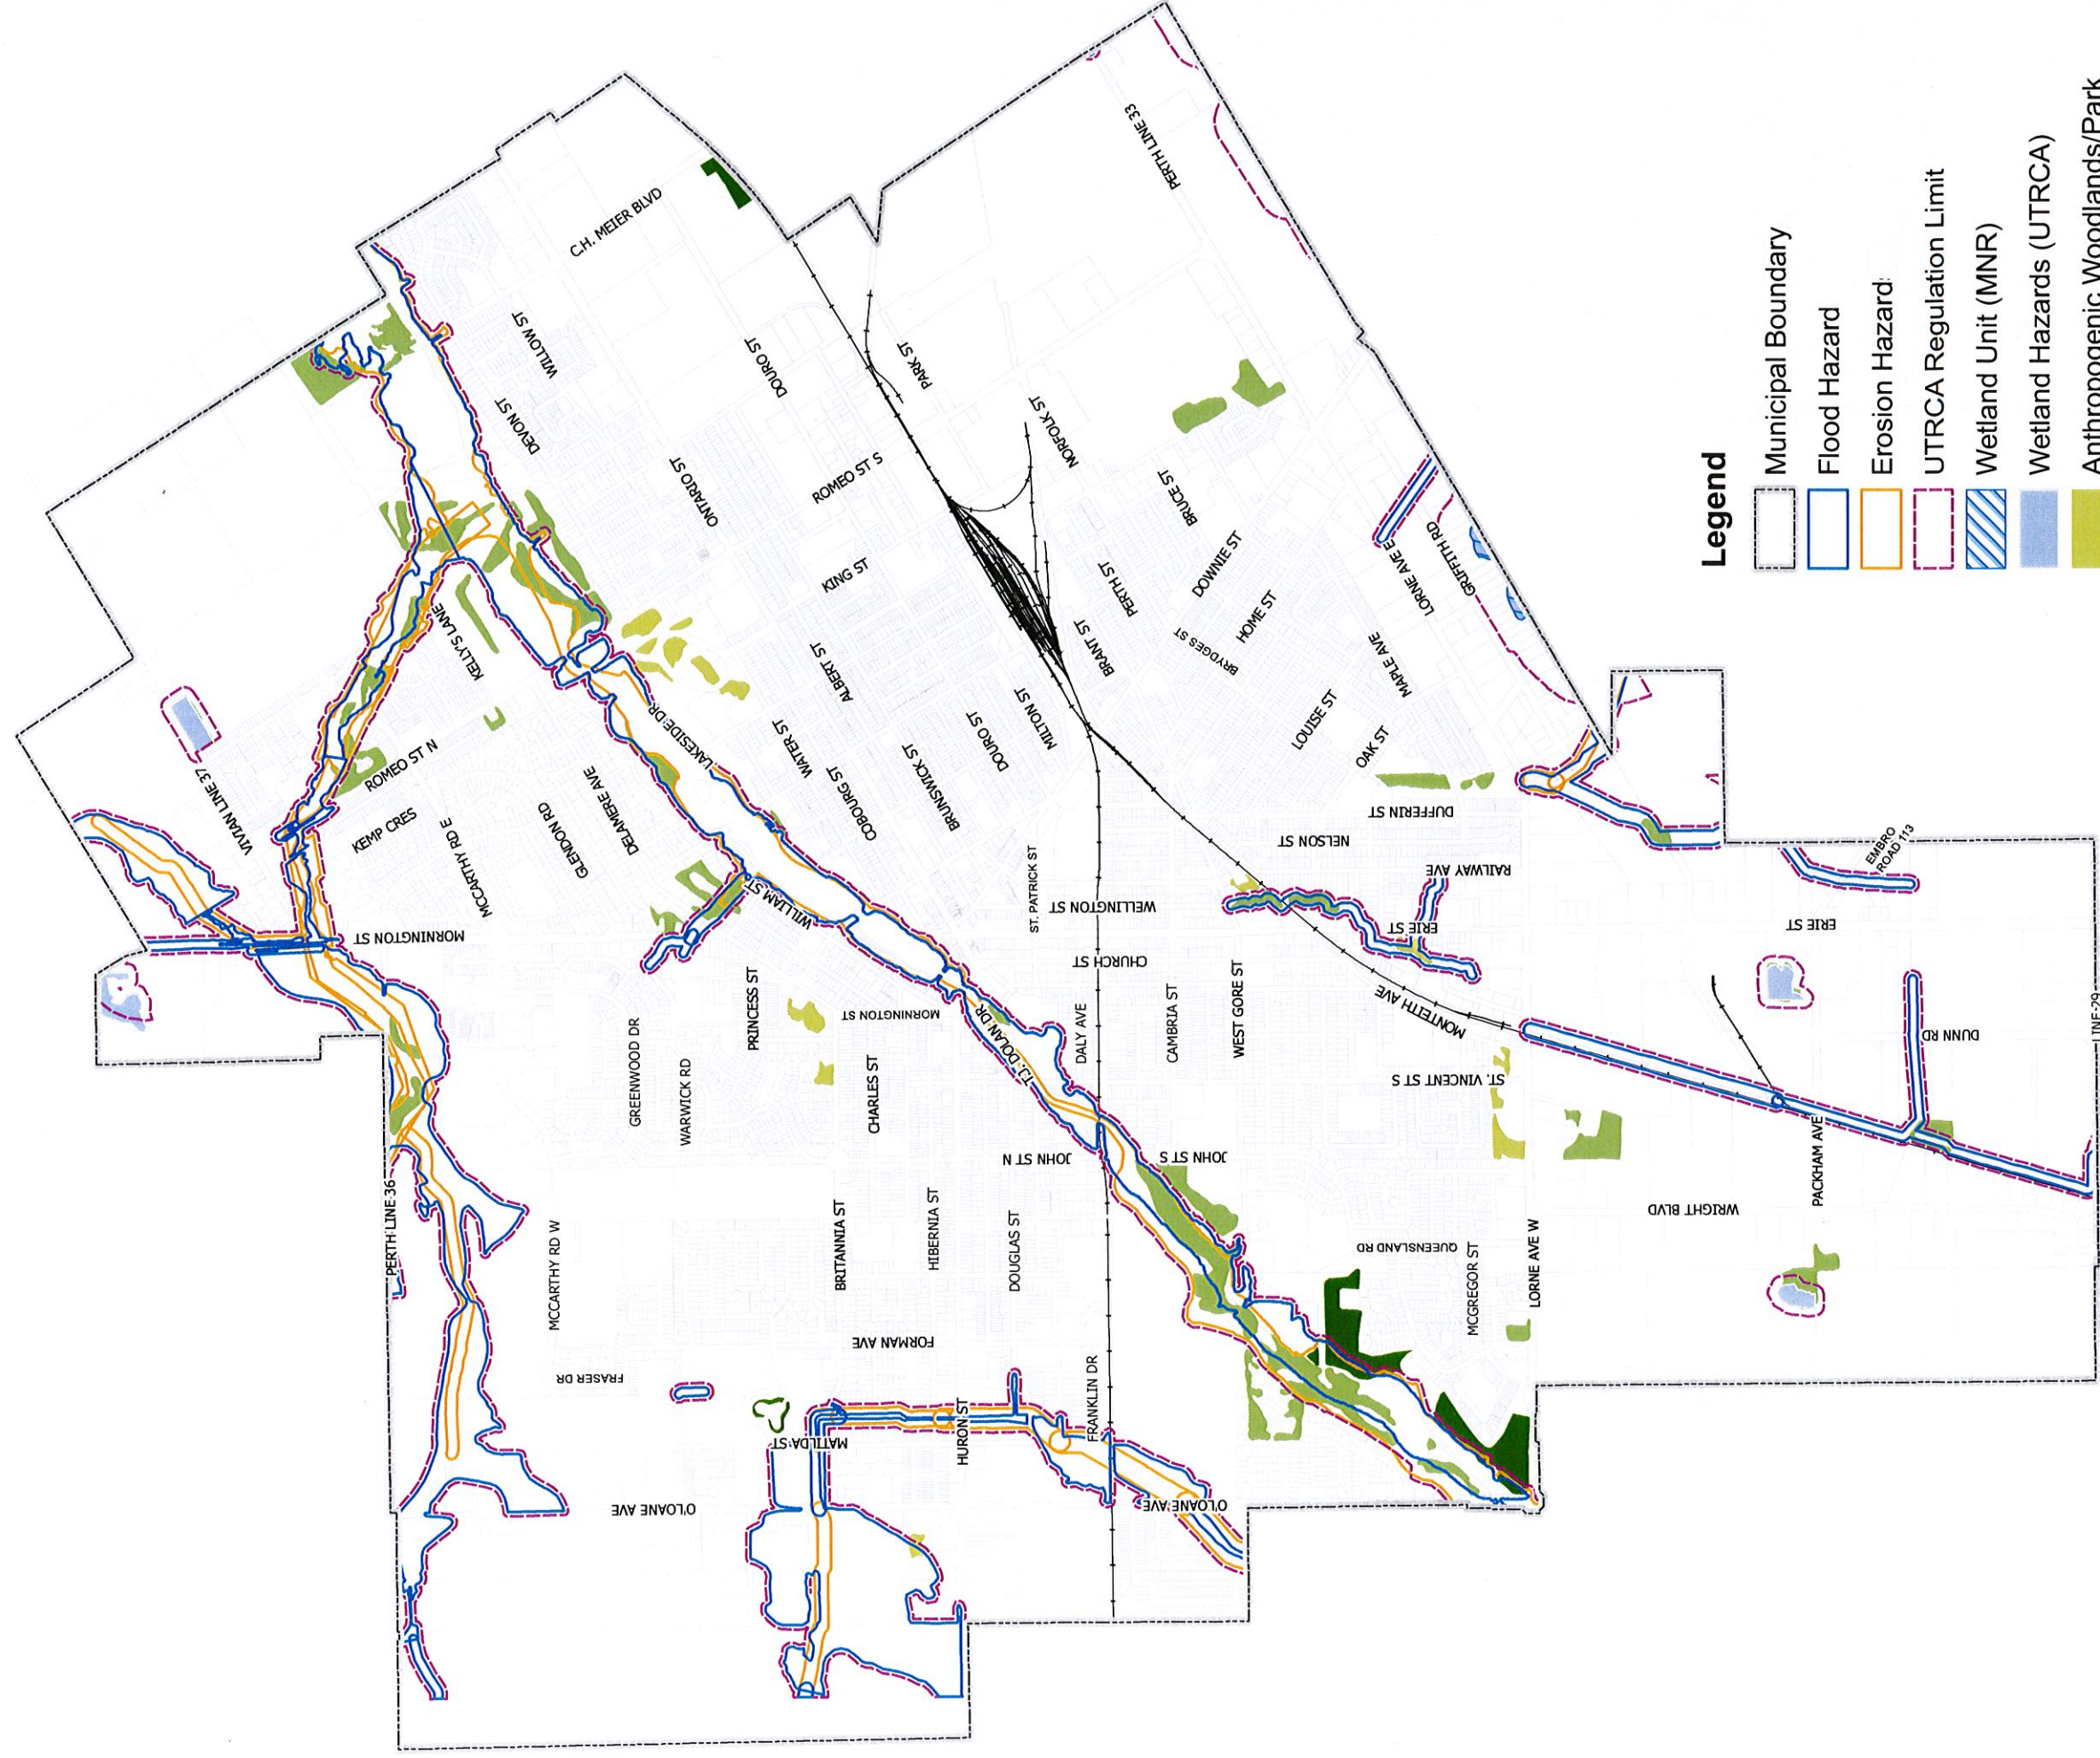 C.H. MEIER BLVD
PERTH LINE 33
WILLOW ST
DEVON ST
DOURO ST
PARK ST
NORFOLK ST
ONTARIO ST
ROMEO ST S
BRUCE ST
KING ST
KELLY'S LANE
PERTH ST
DOWNIE ST
LORNE AVE E
GRIFFITH RD
BRANT ST
BRYDGES ST
HOME ST
ALBERT ST
MAPLE AVE
LAKESIDE DR
WATER ST
MILTON ST
DOURO ST
LOUISE ST
OAK ST
VIVIAN LINE 37
ROMEO ST N
KEMP CRES
MCCARTHY RD E
GLENDON RD
DELAMERE AVE
COBOURG ST
BRUNSWICK ST
NELSON ST
DUFFERIN ST
RAILWAY AVE
EMBRO
ROAD 113
MORNINGTON ST
WILLIAM ST
ST. PATRICK ST
WELLINGTON ST
ERIE ST
ERIE ST
CHURCH ST
PRINCESS ST
MORNINGTON ST
T.J. DOLAN DR
DALY AVE
CAMBRIA ST
WEST GORE ST
MONTEITH AVE
DUNN RD
LINE 29
GREENWOOD DR
WARWICK RD
CHARLES ST
ST. VINCENT ST S
PERTH LINE 36
JOHN ST N
JOHN ST S
PACKHAM AVE
WRIGHT BLVD
MCCARTHY RD W
BRITANNIA ST
HIBERNIA ST
DOUGLAS ST
QUEENSLAND RD
MCGREGOR ST
LORNE AVE W
FORMAN AVE
FRASER DR
MATILDA ST
HURON ST
FRANKLIN DR
O'LOANE AVE
O'LOANE AVE
Legend
Municipal Boundary
Flood Hazard
Erosion Hazard
UTRCA Regulation Limit
Wetland Unit (MNR)
Wetland Hazards (UTRCA)
Anthropogenic Woodlands/Park